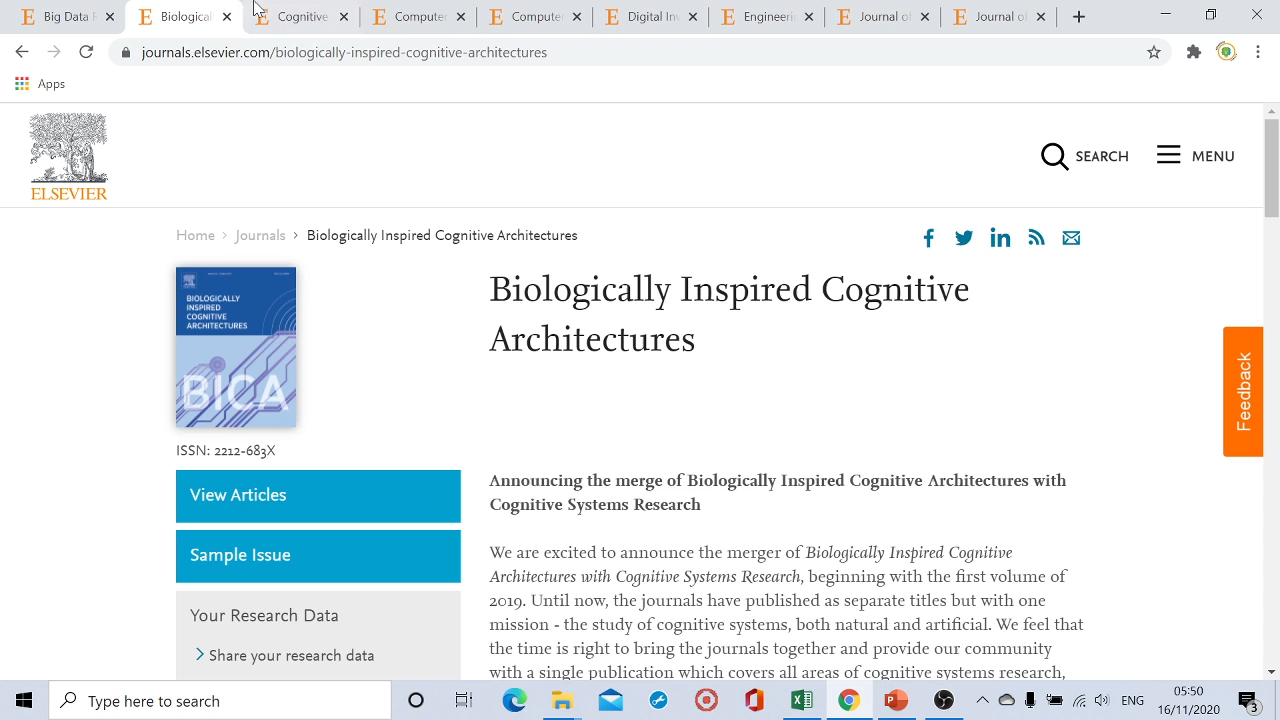 Big Data
Biologica
Cognitive
Computer
Computer
Digital Inv
Engineeri
Journal of
Journal of
journals.elsevier.com/biologically-inspired-cognitive-architectures
Apps
ELSEVIER
SEARCH
MENU
Home > Journals > Biologically Inspired Cognitive Architectures
BIOLOGICALLY
INSPIRED
COGNITIVE
ARCHITECTURES
BICA
Biologically Inspired Cognitive
Architectures
Feedback
ISSN: 2212-683X
View Articles
Sample Issue
Your Research Data
Share your research data
Announcing the merge of Biologically Inspired Cognitive Architectures with
Cognitive Systems Research
We are excited to announce the merger of Biologically Inspired Cognitive
Architectures with Cognitive Systems Research, beginning with the first volume of
2019. Until now, the journals have published as separate titles but with one
mission - the study of cognitive systems, both natural and artificial. We feel that
the time is right to bring the journals together and provide our community
with a single publication which covers all areas of cognitive systems research,
Type here to search
ENG
05:50
16/11/2020
3